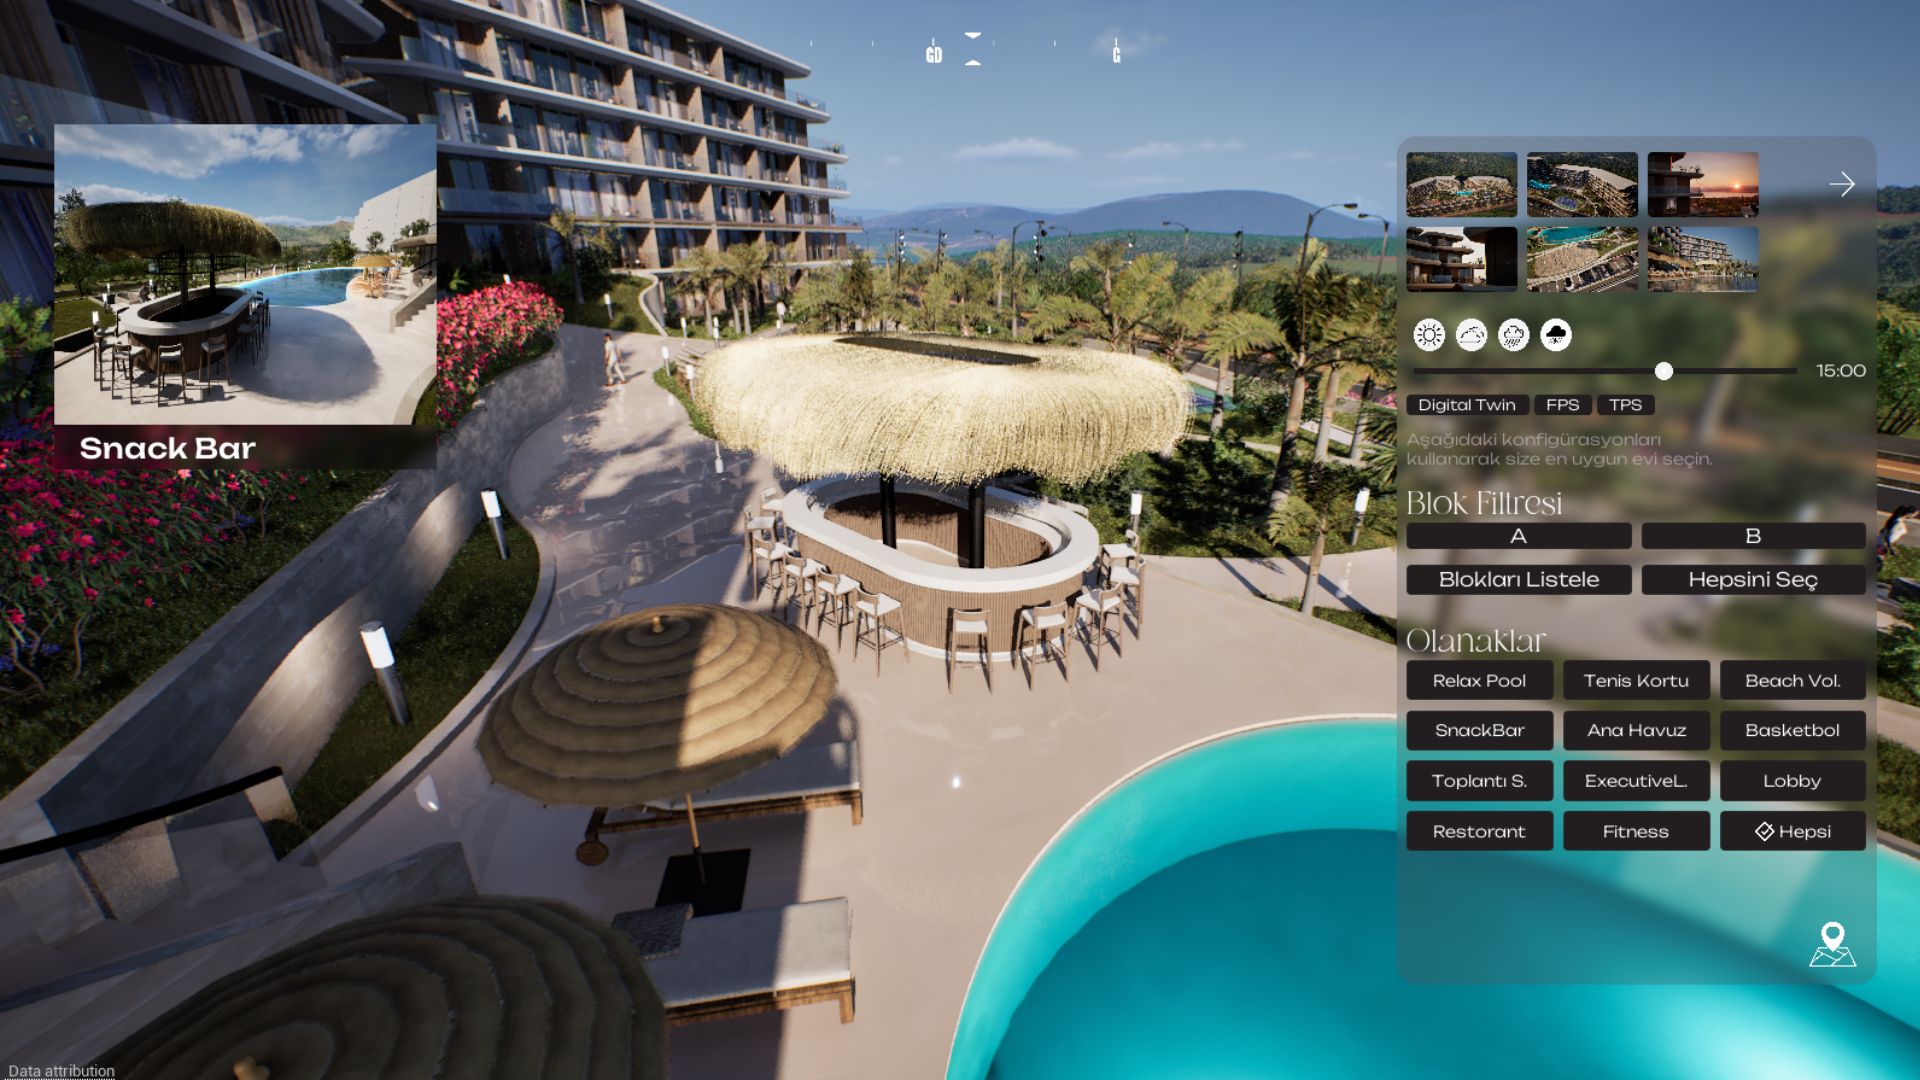 GD
G
Snack Bar
15:00
Digital Twin
FPS
TPS
Aşağıdaki konfigürasyonları
kullanarak size en uygun evi seçin.
Blok Filtresi
A
B
Blokları Listele
Hepsini Seç
Olanaklar
Relax Pool
Tenis Kortu
Beach Vol.
SnackBar
Ana Havuz
Basketbol
Toplantı S.
ExecutiveL.
Lobby
Restorant
Fitness
Hepsi
Data attribution